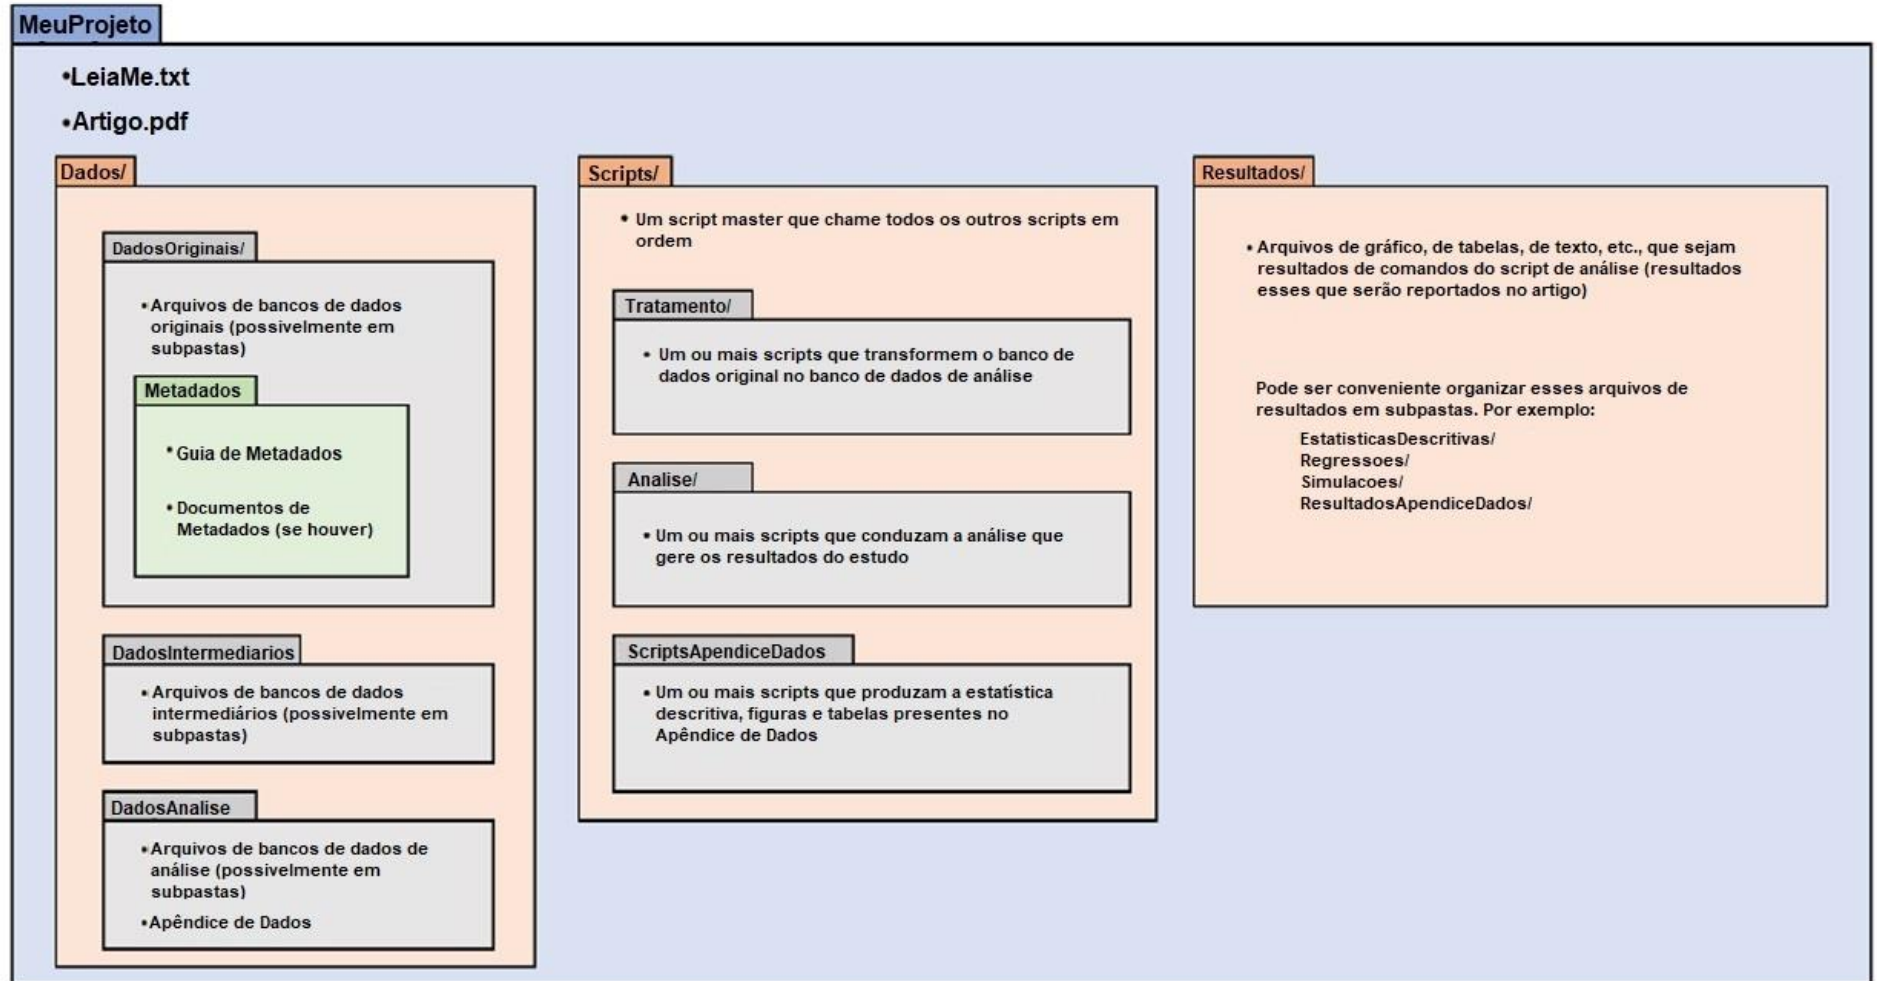 MeuProjeto
•LeiaMe.txt
•Artigo.pdf
Dados/
DadosOriginais/
•Arquivos de bancos de dados
originais (possivelmente em
subpastas)
Metadados
•Guia de Metadados
•Documentos de
Metadados (se houver)
DadosIntermediarios
•Arquivos de bancos de dados
intermediários (possivelmente em
subpastas)
DadosAnalise
•Arquivos de bancos de dados de
análise (possivelmente em
subpastas)
•Apêndice de Dados
Scripts/
• Um script master que chame todos os outros scripts em
ordem
Tratamento/
• Um ou mais scripts que transformem o banco de
dados original no banco de dados de análise
Analise/
• Um ou mais scripts que conduzam a análise que
gere os resultados do estudo
ScriptsApendiceDados
• Um ou mais scripts que produzam a estatística
descritiva, figuras e tabelas presentes no
Apêndice de Dados
Resultados/
• Arquivos de gráfico, de tabelas, de texto, etc., que sejam
resultados de comandos do script de análise (resultados
esses que serão reportados no artigo)
Pode ser conveniente organizar esses arquivos de
resultados em subpastas. Por exemplo:
EstatisticasDescritivas/
Regressoes/
Simulacoes/
ResultadosApendiceDados/